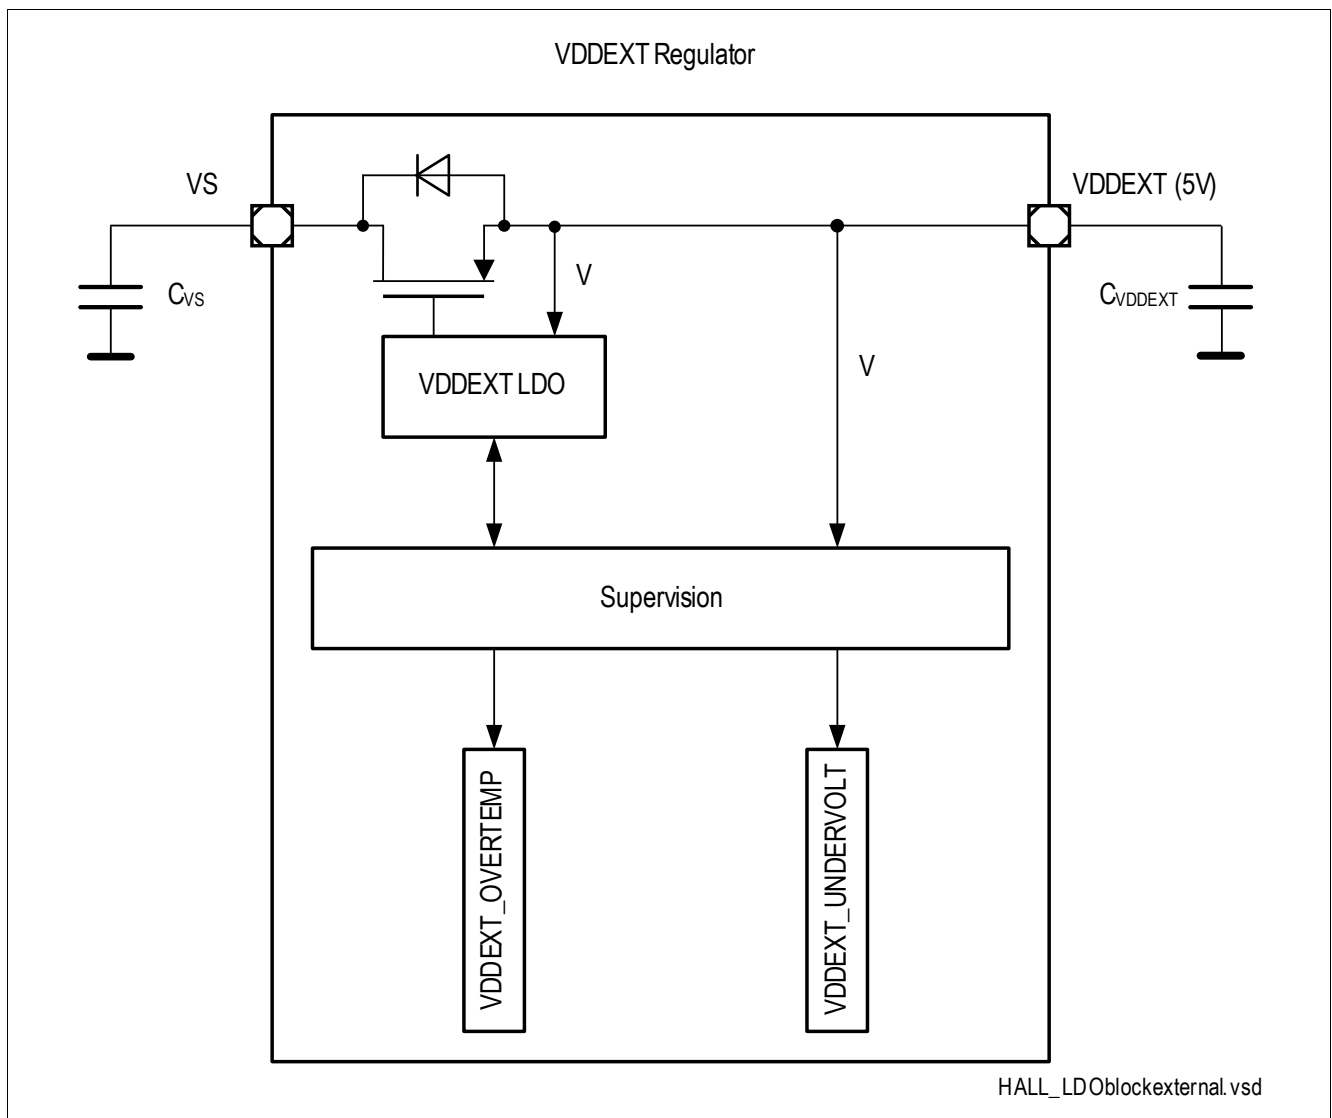 VDDEXT Regulator
VS
VDDEXT (5V)
CVS
V
CVDDEXT
VDDEXT LDO
V
Supervision
VDDEXT_OVERTEMP
VDDEXT_UNDERVOLT
HALL_LDOblockexternal.vsd